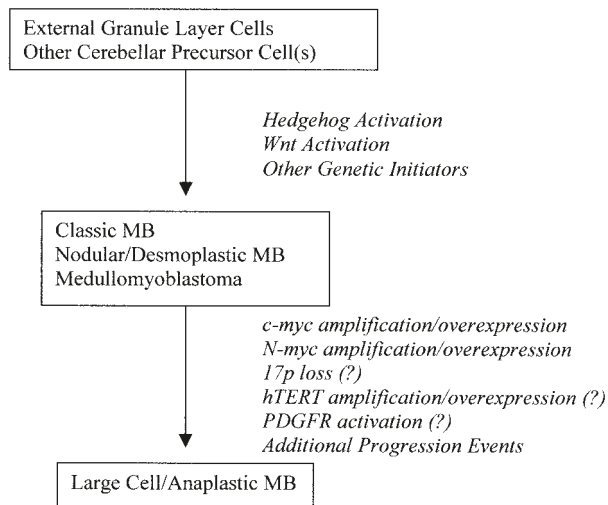 External Granule Layer Cells
Other Cerebellar Precursor Cell(s)
Hedgehog Activation
Wnt Activation
Other Genetic Initiators
Classic MB
Nodular/Desmoplastic MB
Medullomyoblastoma
c-myc amplification/overexpression
N-myc amplification/overexpression
17p loss (?)
hTERT amplification/overexpression (?)
PDGFR activation (?)
Additional Progression Events
Large Cell/Anaplastic MB